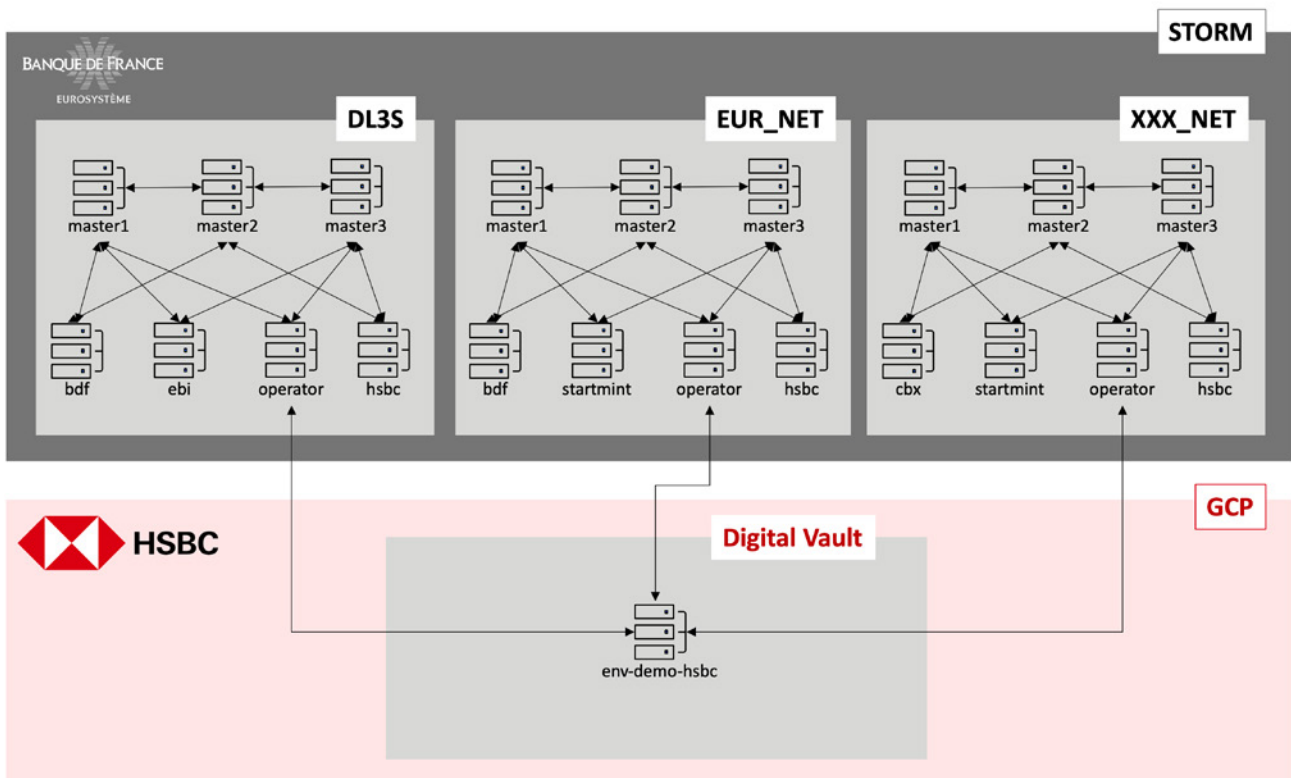 STORM
BANQUE DE FRANCE
EUROSYSTÈME
DL3S
EUR_NET
XXX_NET
master1 master2 master3
master1 master2 master3
master1 master2 master3
bdf ebi operator hsbc
bdf startmint operator hsbc
cbx startmint operator hsbc
GCP
HSBC
Digital Vault
env-demo-hsbc